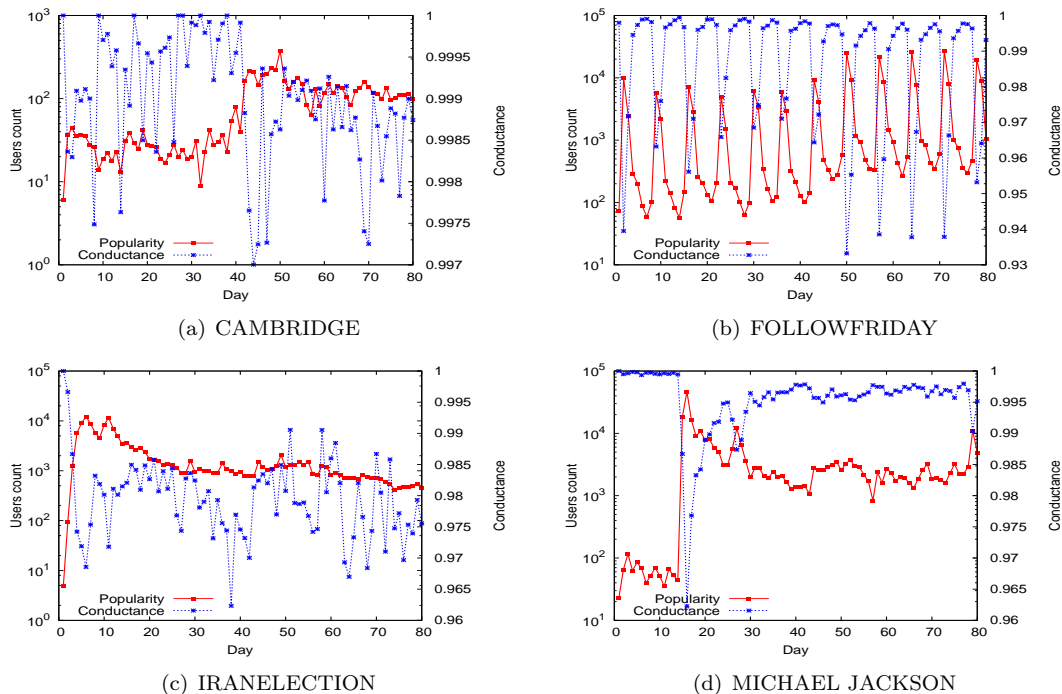 10^3
10^2
10^1
10^0
Users count
1
0.9995
0.999
0.9985
0.998
0.9975
0.997
Conductance
Popularity
Conductance
0 10 20 30 40 50 60 70 80
Day
(a) CAMBRIDGE
10^5
10^4
10^3
10^2
10^1
Users count
1
0.99
0.98
0.97
0.96
0.95
0.94
0.93
Conductance
Popularity
Conductance
0 10 20 30 40 50 60 70 80
Day
(b) FOLLOWFRIDAY
10^5
10^4
10^3
10^2
10^1
10^0
Users count
1
0.995
0.99
0.985
0.98
0.975
0.97
0.965
0.96
Conductance
Popularity
Conductance
0 10 20 30 40 50 60 70 80
Day
(c) IRANELECTION
10^5
10^4
10^3
10^2
10^1
Users count
1
0.995
0.99
0.985
0.98
0.975
0.97
0.965
0.96
Conductance
Popularity
Conductance
0 10 20 30 40 50 60 70 80
Day
(d) MICHAEL JACKSON